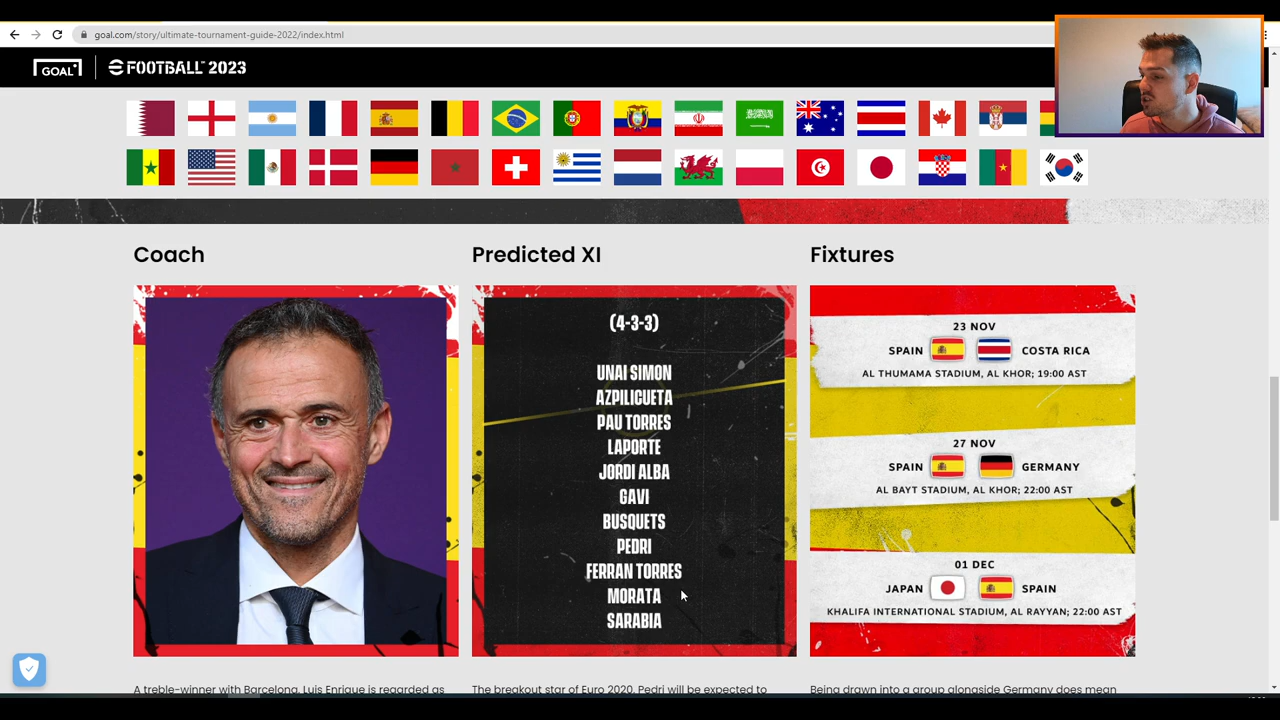 goal.com/story/ultimate-tournament-guide-2022/index.html
GOAL
FOOTBALL™ 2023
Coach
Predicted XI
Fixtures
(4-3-3)
UNAI SIMON
AZPILICUETA
PAU TORRES
LAPORTE
JORDI ALBA
GAVI
BUSQUETS
PEDRI
FERRAN TORRES
MORATA
SARABIA
23 NOV
SPAIN COSTA RICA
AL THUMAMA STADIUM, AL KHOR; 19:00 AST
27 NOV
SPAIN GERMANY
AL BAYT STADIUM, AL KHOR; 22:00 AST
01 DEC
JAPAN SPAIN
KHALIFA INTERNATIONAL STADIUM, AL RAYYAN; 22:00 AST
A treble-winner with Barcelona, Luis Enrique is regarded as
The breakout star of Euro 2020, Pedri will be expected to
Being drawn into a group alongside Germany does mean